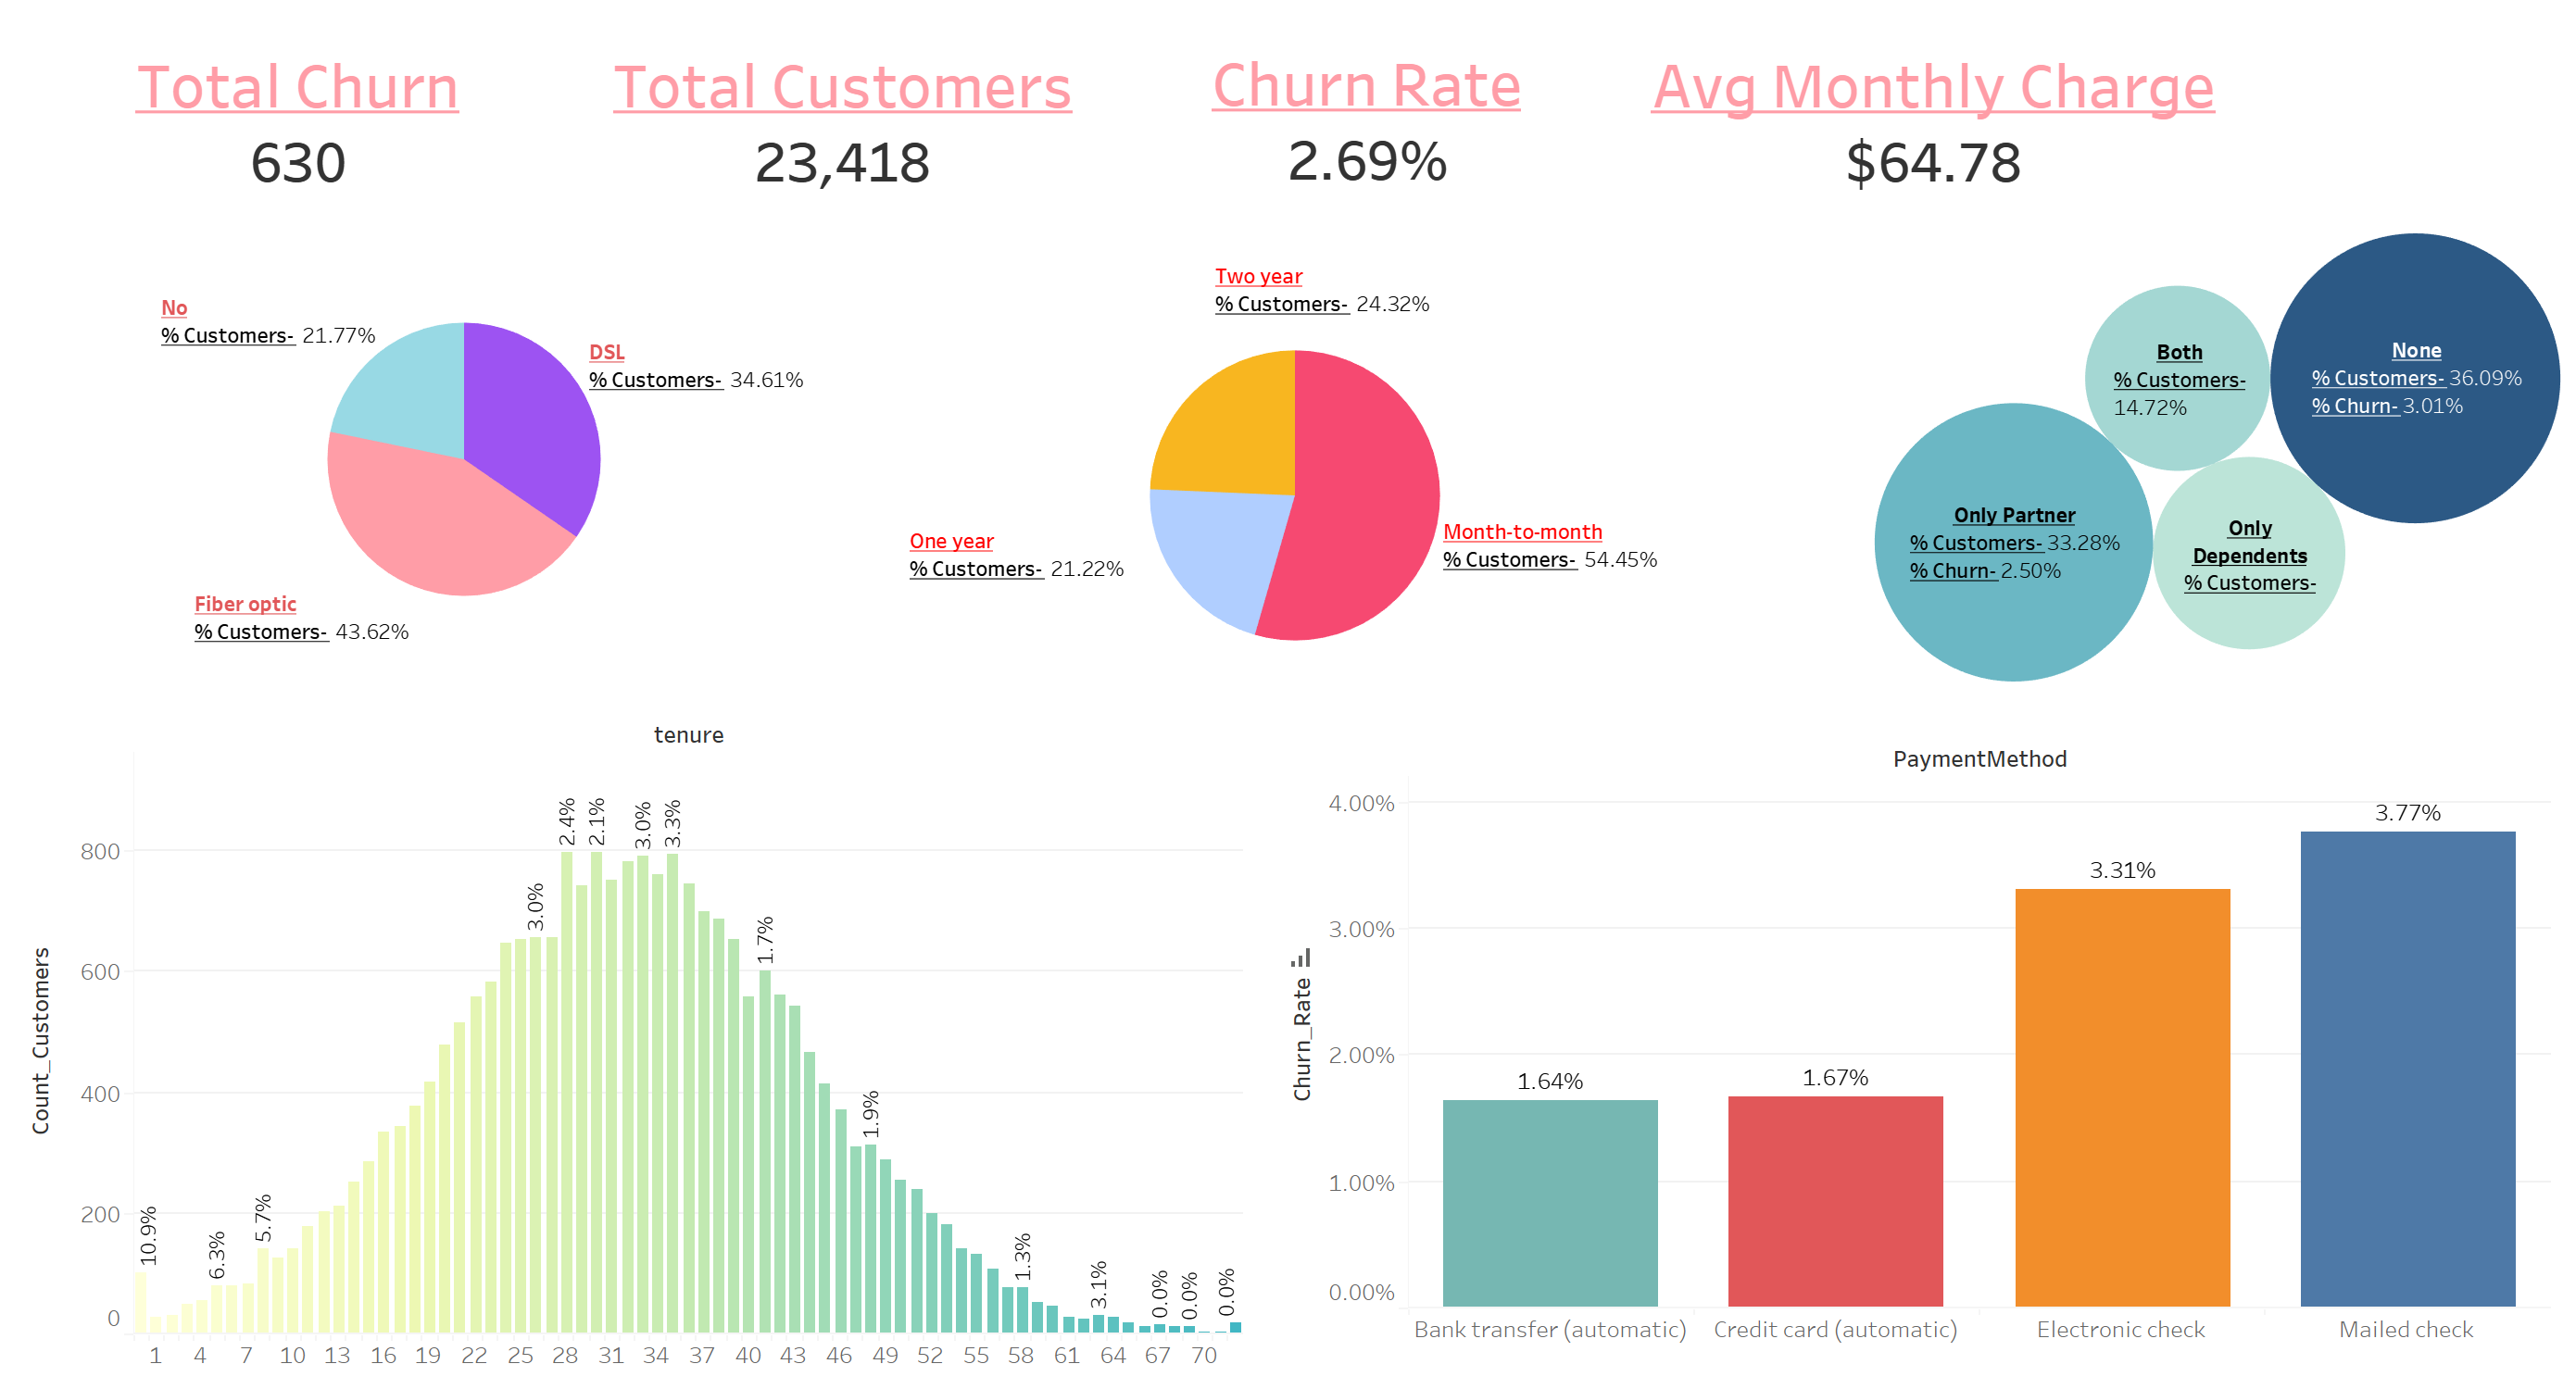 Total Churn
630
Total Customers
23,418
Churn Rate
2.69%
Avg Monthly Charge
$64.78
No
% Customers- 21.77%
DSL
% Customers- 34.61%
Fiber optic
% Customers- 43.62%
Two year
% Customers- 24.32%
One year
% Customers- 21.22%
Month-to-month
% Customers- 54.45%
Both
% Customers-
14.72%
None
% Customers- 36.09%
% Churn- 3.01%
Only Partner
% Customers- 33.28%
% Churn- 2.50%
Only
Dependents
% Customers-
tenure
Count_Customers
800
600
400
200
0
10.9%
6.3%
5.7%
3.0%
2.4%
2.1%
3.0%
3.3%
1.7%
1.9%
1.3%
3.1%
0.0%
0.0%
0.0%
1 4 7 10 13 16 19 22 25 28 31 34 37 40 43 46 49 52 55 58 61 64 67 70
PaymentMethod
Churn_Rate
4.00%
3.00%
2.00%
1.00%
0.00%
1.64%
1.67%
3.31%
3.77%
Bank transfer (automatic)
Credit card (automatic)
Electronic check
Mailed check